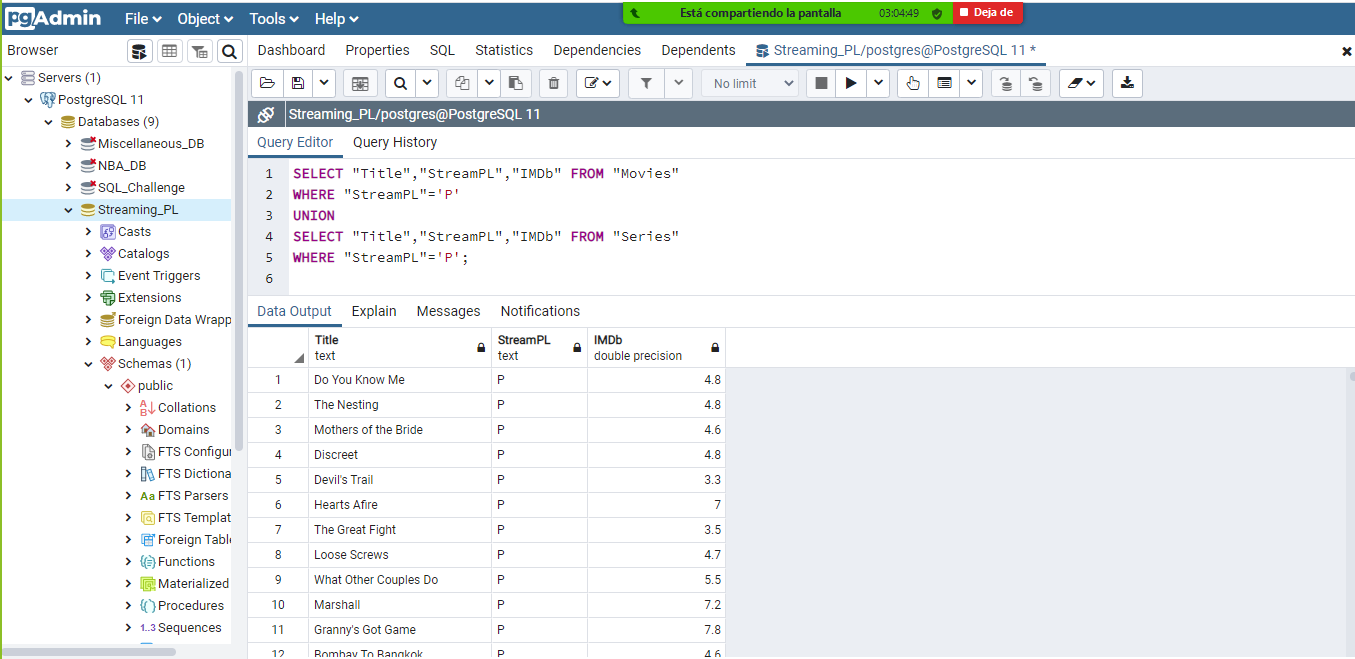 pgAdmin File Object Tools Help
Está compartiendo la pantalla 03:04:49 Deja de
Browser
Dashboard Properties SQL Statistics Dependencies Dependents Streaming_PL/postgres@PostgreSQL 11 *
No limit
Servers (1)
PostgreSQL 11
Databases (9)
Miscellaneous_DB
NBA_DB
SQL_Challenge
Streaming_PL
Casts
Catalogs
Event Triggers
Extensions
Foreign Data Wrapp
Languages
Schemas (1)
public
Collations
Domains
FTS Configur
FTS Dictiona
Aa FTS Parsers
FTS Templat
Foreign Table
Functions
Materialized
Procedures
1..3 Sequences
Streaming_PL/postgres@PostgreSQL 11
Query Editor Query History
1 SELECT "Title","StreamPL","IMDb" FROM "Movies"
2 WHERE "StreamPL"='P'
3 UNION
4 SELECT "Title","StreamPL","IMDb" FROM "Series"
5 WHERE "StreamPL"='P';
6
Data Output Explain Messages Notifications
Title StreamPL IMDb
text text double precision
1 Do You Know Me P 4.8
2 The Nesting P 4.8
3 Mothers of the Bride P 4.6
4 Discreet P 4.8
5 Devil's Trail P 3.3
6 Hearts Afire P 7
7 The Great Fight P 3.5
8 Loose Screws P 4.7
9 What Other Couples Do P 5.5
10 Marshall P 7.2
11 Granny's Got Game P 7.8
12 Bombay To Bangkok P 4.6